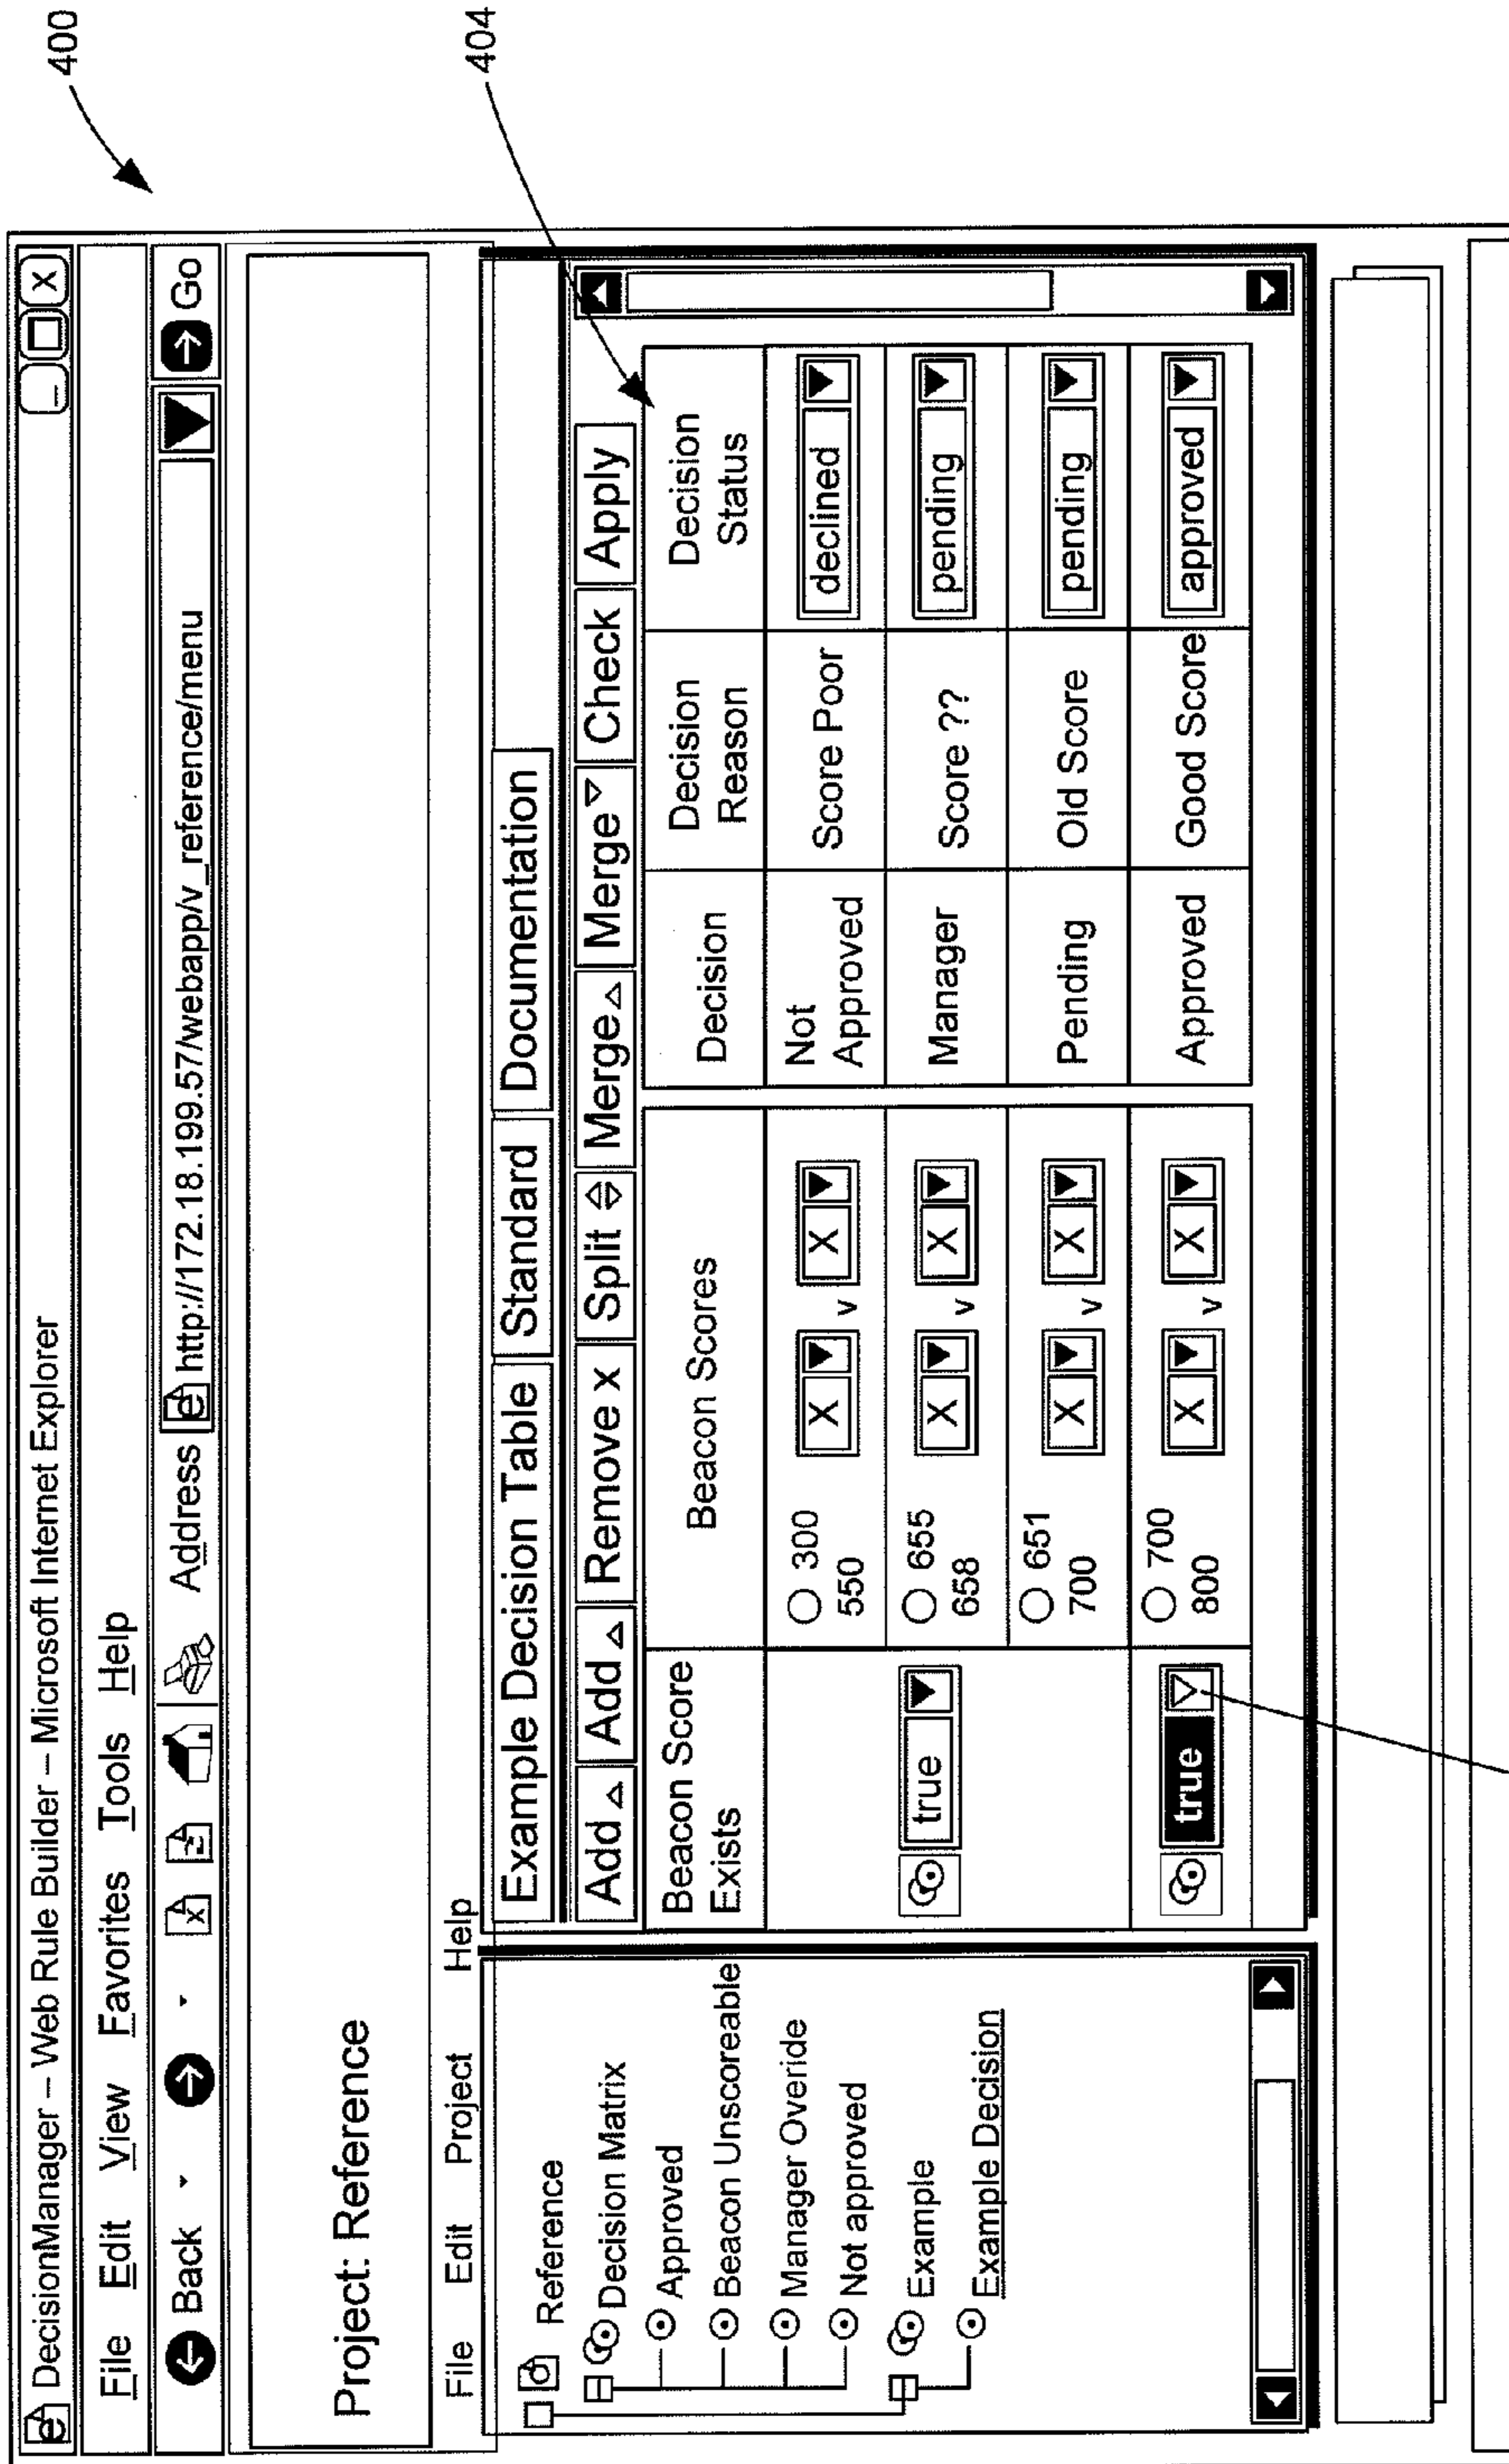 400
404
DecisionManager – Web Rule Builder – Microsoft Internet Explorer
_ X
File Edit View Favorites Tools Help
Back Address http://172.18.199.57/webapp/v_reference/menu Go
Project: Reference
File Edit Project Help
Reference
Decision Matrix
Approved
Beacon Unscoreable
Manager Overide
Not approved
Example
Example Decision
Example Decision Table Standard Documentation
Add Add Remove x Split Merge Merge Check Apply
Beacon Score Exists
Beacon Scores
Decision
Decision Reason
Decision Status
300 550 X v X Not Approved Score Poor declined
true 655 658 X v X Manager Score ?? pending
651 700 X v X Pending Old Score pending
true 700 800 X v X Approved Good Score approved